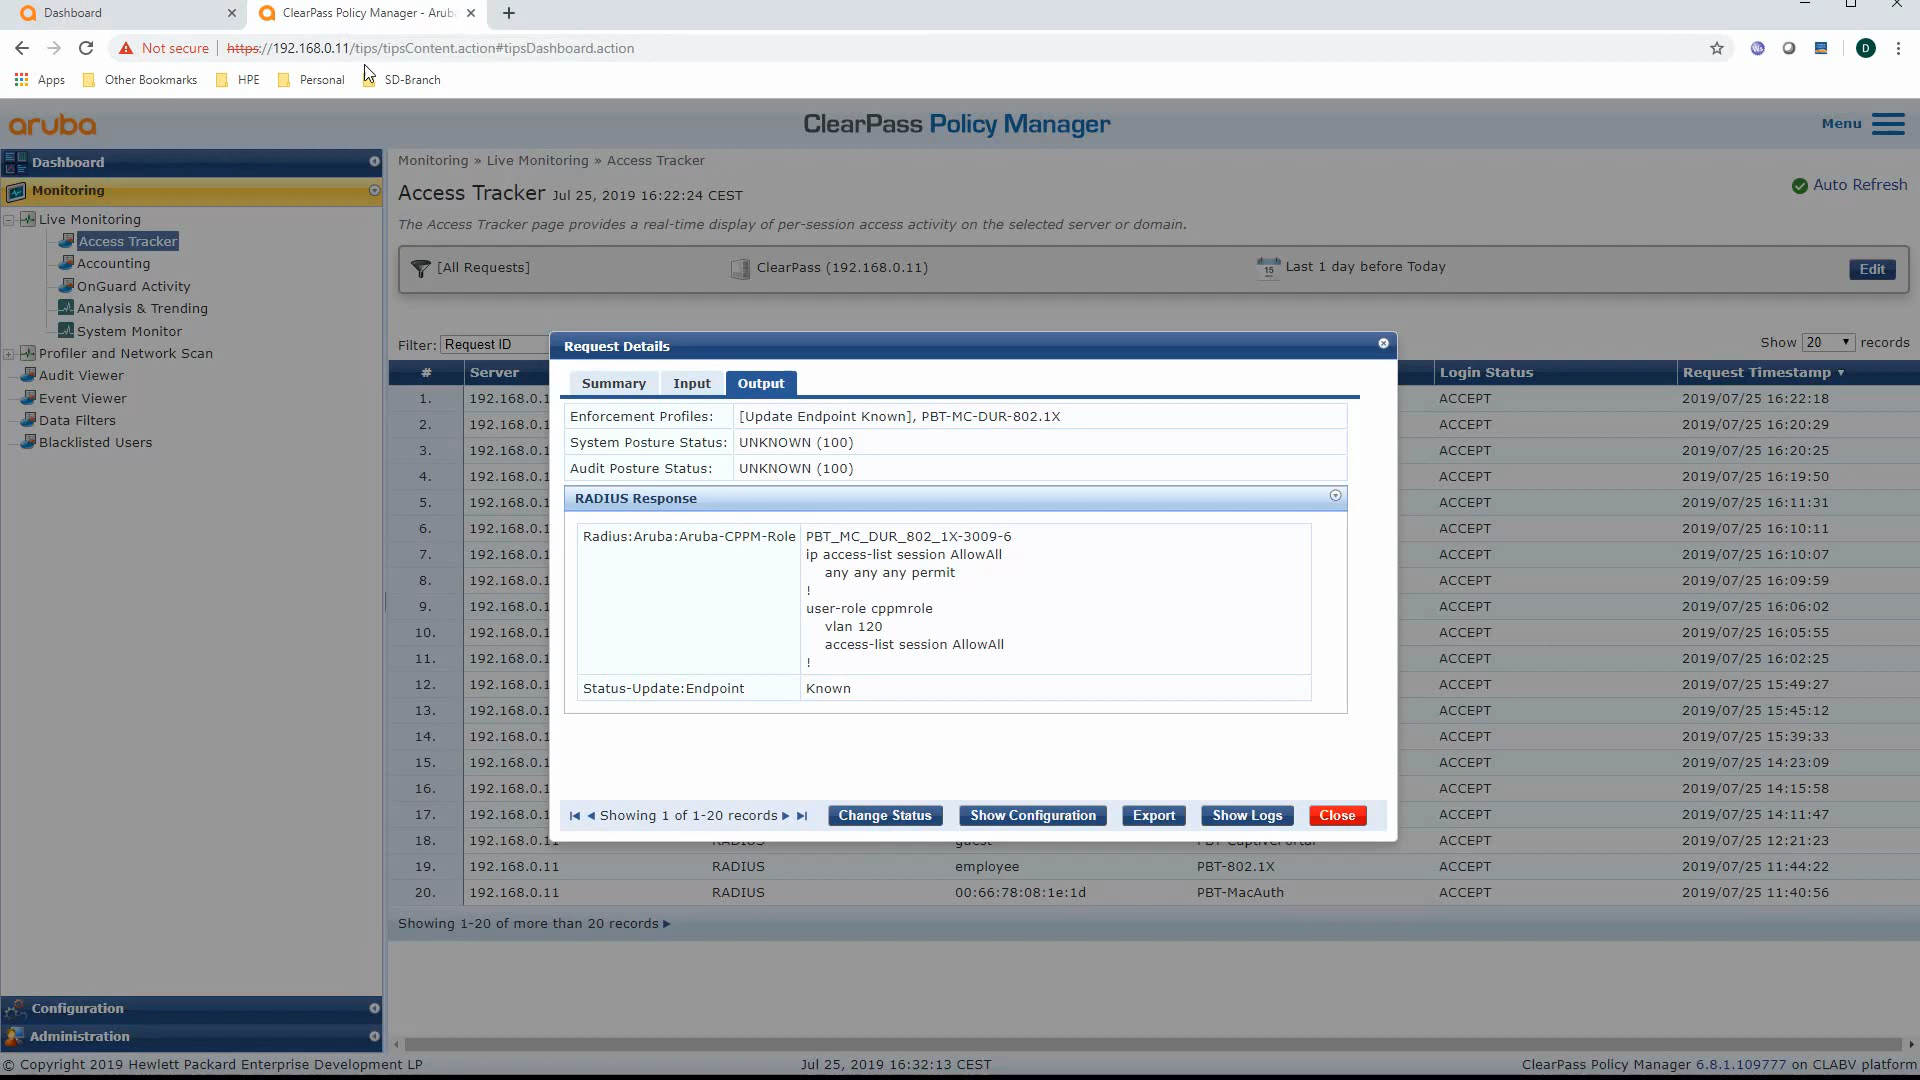 Dashboard
ClearPass Policy Manager - Aruba
Not secure | https://192.168.0.11/tips/tipsContent.action#tipsDashboard.action
D
Apps Other Bookmarks HPE Personal SD-Branch
aruba
ClearPass Policy Manager
Menu
Dashboard
Monitoring
Live Monitoring
Access Tracker
Accounting
OnGuard Activity
Analysis & Trending
System Monitor
Profiler and Network Scan
Audit Viewer
Event Viewer
Data Filters
Blacklisted Users
Configuration
Administration
Monitoring » Live Monitoring » Access Tracker
Access Tracker Jul 25, 2019 16:22:24 CEST
Auto Refresh
The Access Tracker page provides a real-time display of per-session access activity on the selected server or domain.
[All Requests] ClearPass (192.168.0.11) 15 Last 1 day before Today Edit
Filter: Request ID
Show 20 records
# Server Login Status Request Timestamp
1. 192.168.0.1 ACCEPT 2019/07/25 16:22:18
2. 192.168.0.1 ACCEPT 2019/07/25 16:20:29
3. 192.168.0.1 ACCEPT 2019/07/25 16:20:25
4. 192.168.0.1 ACCEPT 2019/07/25 16:19:50
5. 192.168.0.1 ACCEPT 2019/07/25 16:11:31
6. 192.168.0.1 ACCEPT 2019/07/25 16:10:11
7. 192.168.0.1 ACCEPT 2019/07/25 16:10:07
8. 192.168.0.1 ACCEPT 2019/07/25 16:09:59
9. 192.168.0.1 ACCEPT 2019/07/25 16:06:02
10. 192.168.0.1 ACCEPT 2019/07/25 16:05:55
11. 192.168.0.1 ACCEPT 2019/07/25 16:02:25
12. 192.168.0.1 ACCEPT 2019/07/25 15:49:27
13. 192.168.0.1 ACCEPT 2019/07/25 15:45:12
14. 192.168.0.1 ACCEPT 2019/07/25 15:39:33
15. 192.168.0.1 ACCEPT 2019/07/25 14:23:09
16. 192.168.0.1 ACCEPT 2019/07/25 14:15:58
17. 192.168.0.1 ACCEPT 2019/07/25 14:11:47
18. 192.168.0.11 RADIUS guest PBT-CaptivePortal ACCEPT 2019/07/25 12:21:23
19. 192.168.0.11 RADIUS employee PBT-802.1X ACCEPT 2019/07/25 11:44:22
20. 192.168.0.11 RADIUS 00:66:78:08:1e:1d PBT-MacAuth ACCEPT 2019/07/25 11:40:56
Showing 1-20 of more than 20 records
Request Details
Summary Input Output
Enforcement Profiles: [Update Endpoint Known], PBT-MC-DUR-802.1X
System Posture Status: UNKNOWN (100)
Audit Posture Status: UNKNOWN (100)
RADIUS Response
Radius:Aruba:Aruba-CPPM-Role PBT_MC_DUR_802_1X-3009-6
ip access-list session AllowAll
any any any permit
!
user-role cppmrole
vlan 120
access-list session AllowAll
!
Status-Update:Endpoint Known
Showing 1 of 1-20 records Change Status Show Configuration Export Show Logs Close
© Copyright 2019 Hewlett Packard Enterprise Development LP
Jul 25, 2019 16:32:13 CEST
ClearPass Policy Manager 6.8.1.109777 on CLABV platform